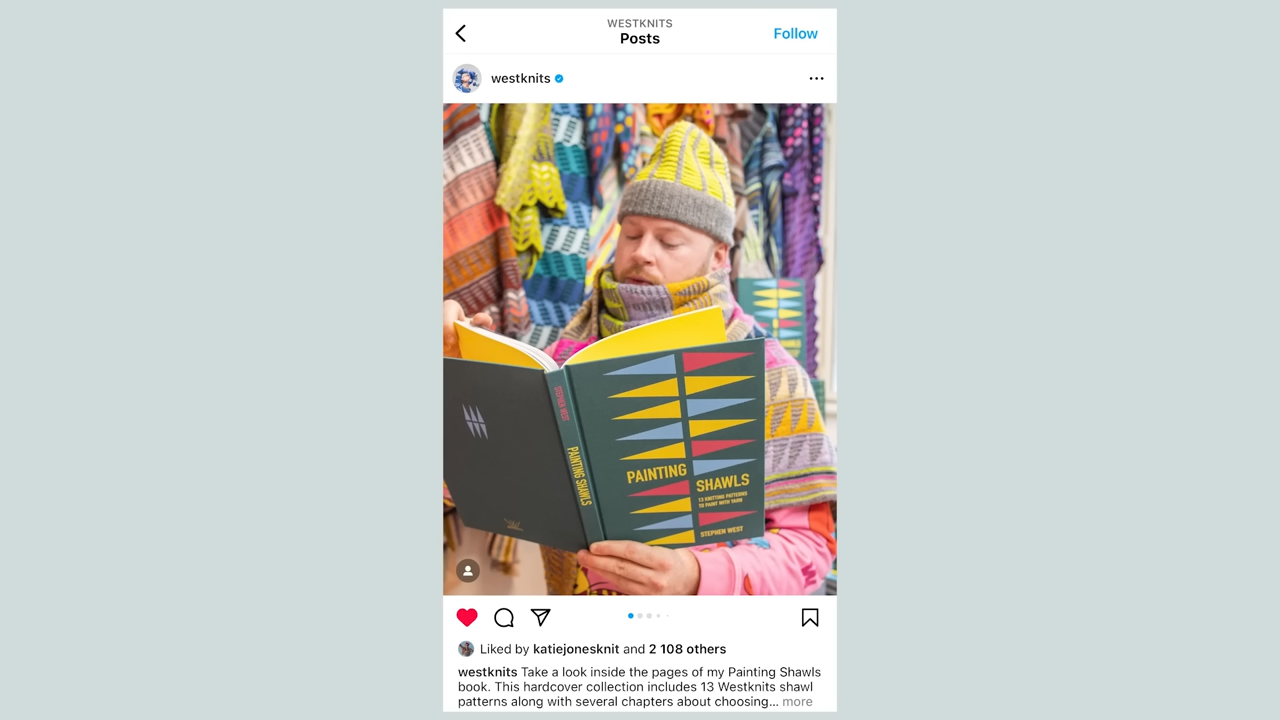 WESTKNITS
Posts
Follow
westknits
STEPHEN WEST
PAINTING SHAWLS
PAINTING
SHAWLS
13 KNITTING PATTERNS
TO PAINT WITH YARN
STEPHEN WEST
Liked by katiejonesknit and 2 108 others
westknits Take a look inside the pages of my Painting Shawls
book. This hardcover collection includes 13 Westknits shawl
patterns along with several chapters about choosing... more